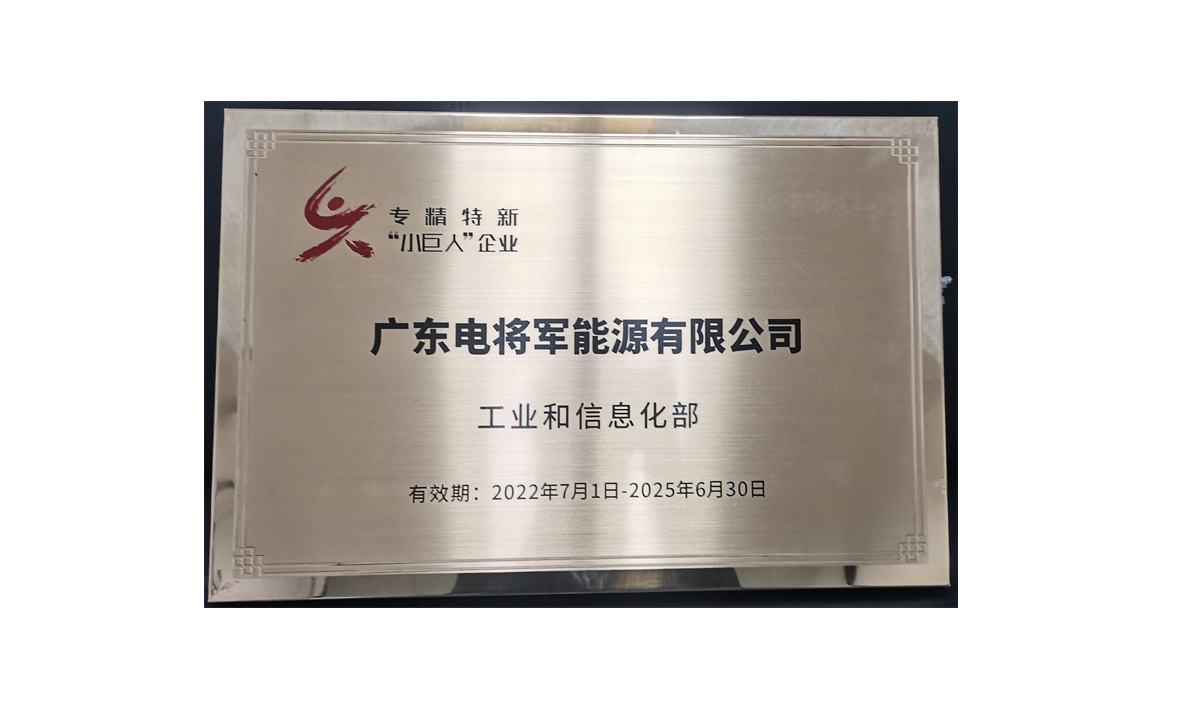 专精特新
“小巨人”企业
广东电将军能源有限公司
工业和信息化部
有效期：2022年7月1日-2025年6月30日